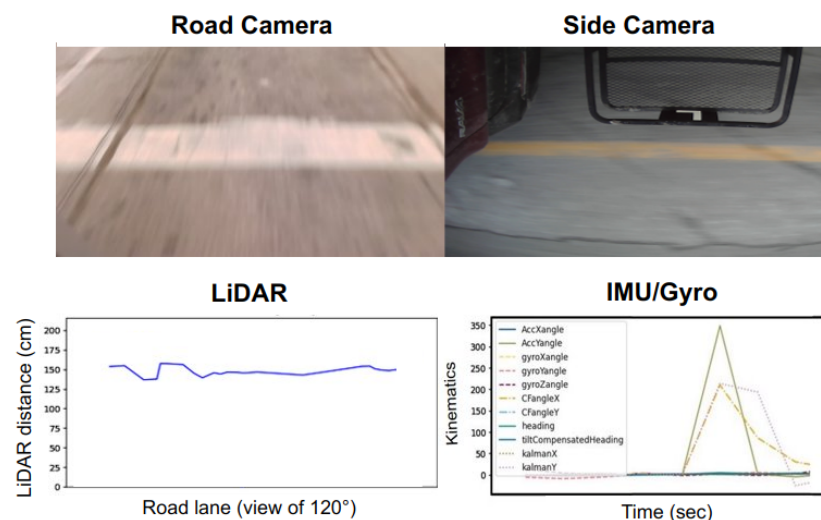 Road Camera
Side Camera
LiDAR
LiDAR distance (cm)
200
175
150
125
100
75
50
25
0
Road lane (view of 120°)
IMU/Gyro
Kinematics
350
300
250
200
150
100
50
0
AccXangle
AccYangle
gyroXangle
gyroYangle
gyroZangle
CFangleX
CFangleY
heading
tiltCompensatedHeading
kalmanX
kalmanY
Time (sec)